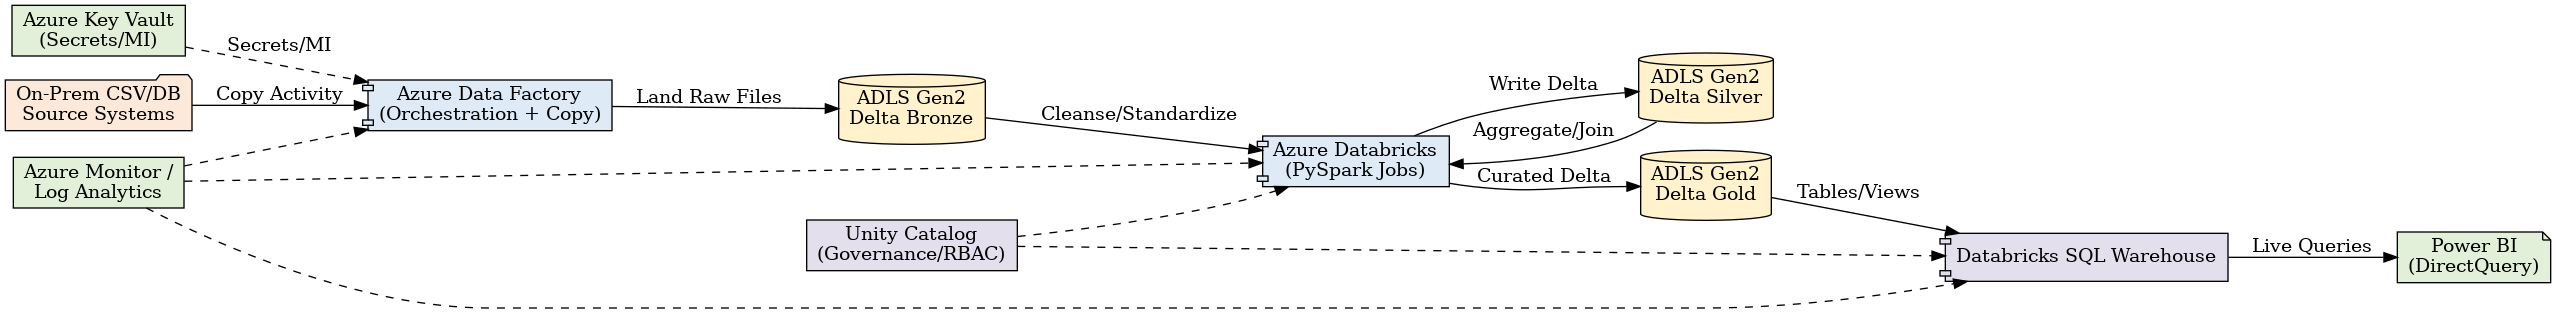 Azure Key Vault
(Secrets/MI)
Secrets/MI
On-Prem CSV/DB
Source Systems
Copy Activity
Azure Data Factory
(Orchestration + Copy)
Azure Monitor /
Log Analytics
Land Raw Files
ADLS Gen2
Delta Bronze
Cleanse/Standardize
Unity Catalog
(Governance/RBAC)
Azure Databricks
(PySpark Jobs)
Write Delta
Aggregate/Join
Curated Delta
ADLS Gen2
Delta Silver
ADLS Gen2
Delta Gold
Tables/Views
Databricks SQL Warehouse
Live Queries
Power BI
(DirectQuery)